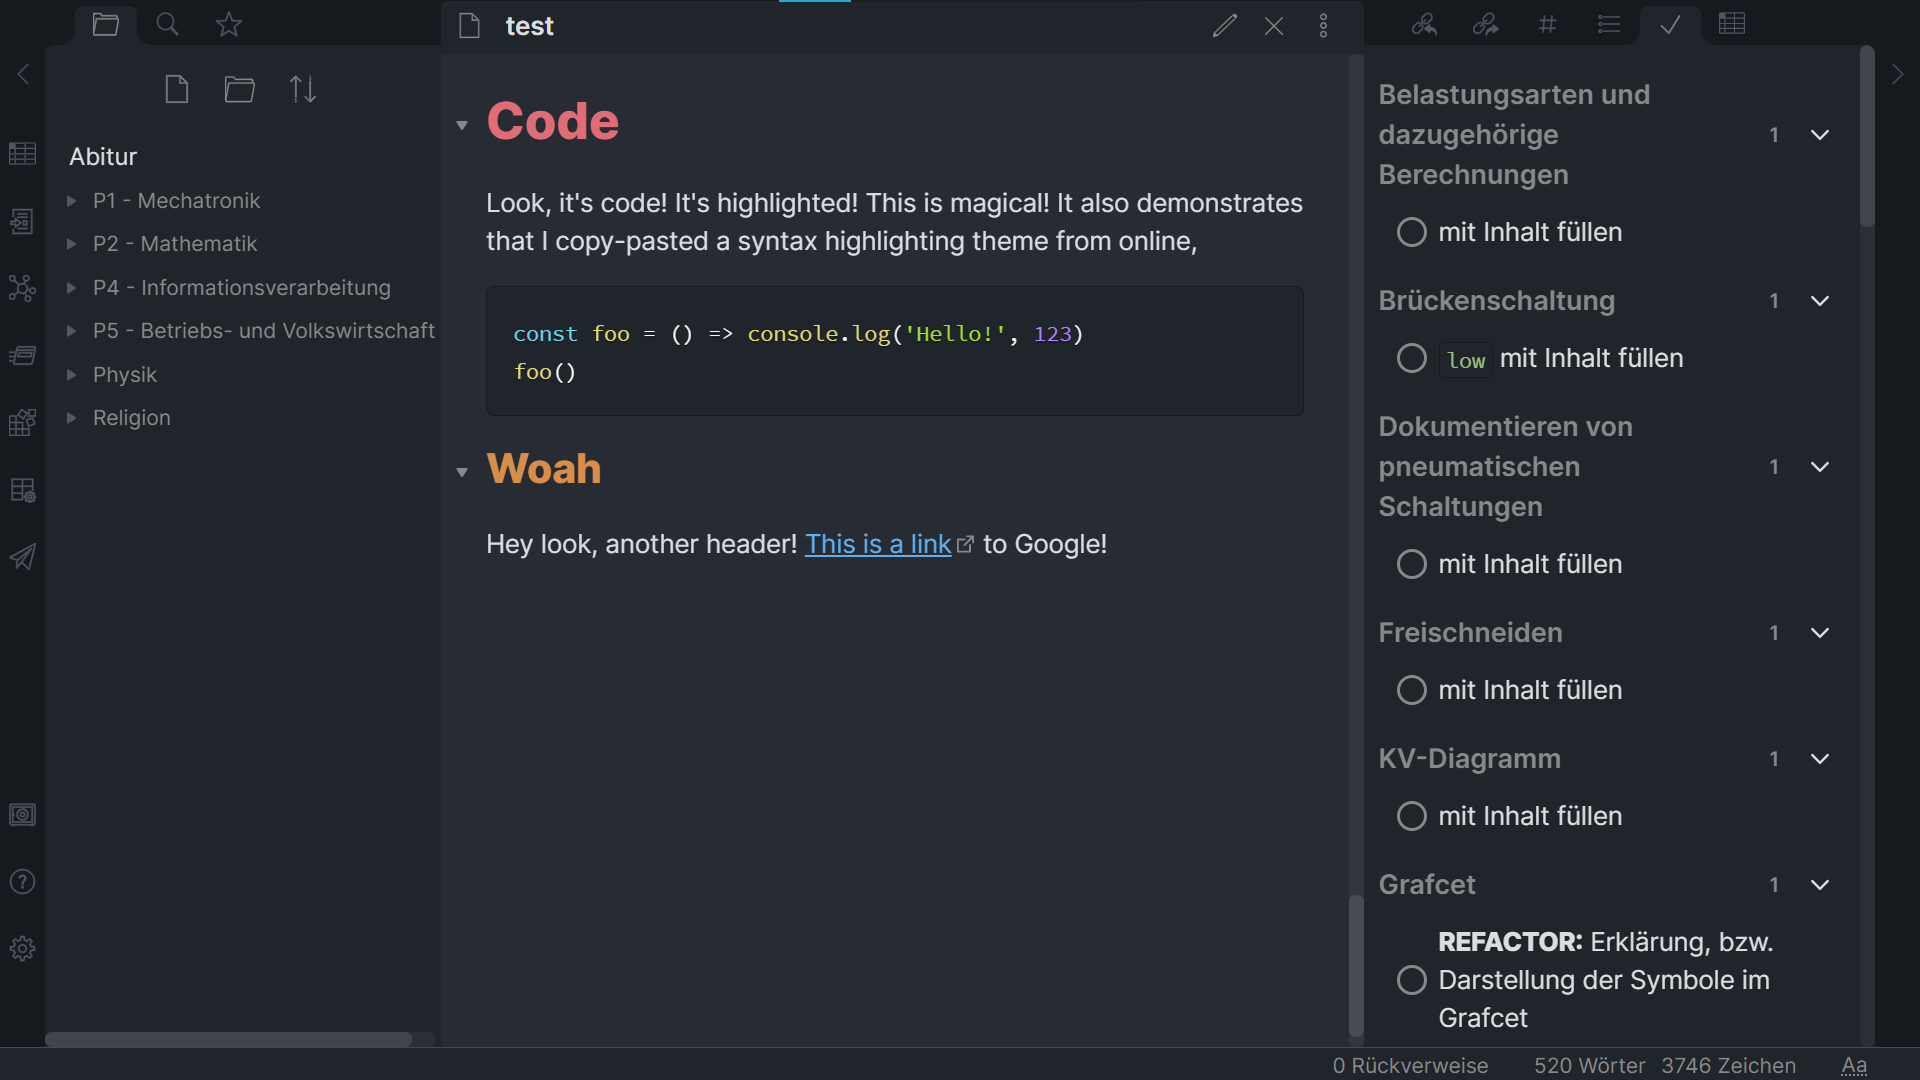 test
Abitur
P1 - Mechatronik
P2 - Mathematik
P4 - Informationsverarbeitung
P5 - Betriebs- und Volkswirtschaft
Physik
Religion
Code
Look, it's code! It's highlighted! This is magical! It also demonstrates
that I copy-pasted a syntax highlighting theme from online,
const foo = () => console.log('Hello!', 123)
foo()
Woah
Hey look, another header! This is a link to Google!
Belastungsarten und
dazugehörige 1
Berechnungen
mit Inhalt füllen
Brückenschaltung 1
low mit Inhalt füllen
Dokumentieren von
pneumatischen 1
Schaltungen
mit Inhalt füllen
Freischneiden 1
mit Inhalt füllen
KV-Diagramm 1
mit Inhalt füllen
Grafcet 1
REFACTOR: Erklärung, bzw.
Darstellung der Symbole im
Grafcet
0 Rückverweise 520 Wörter 3746 Zeichen Aa